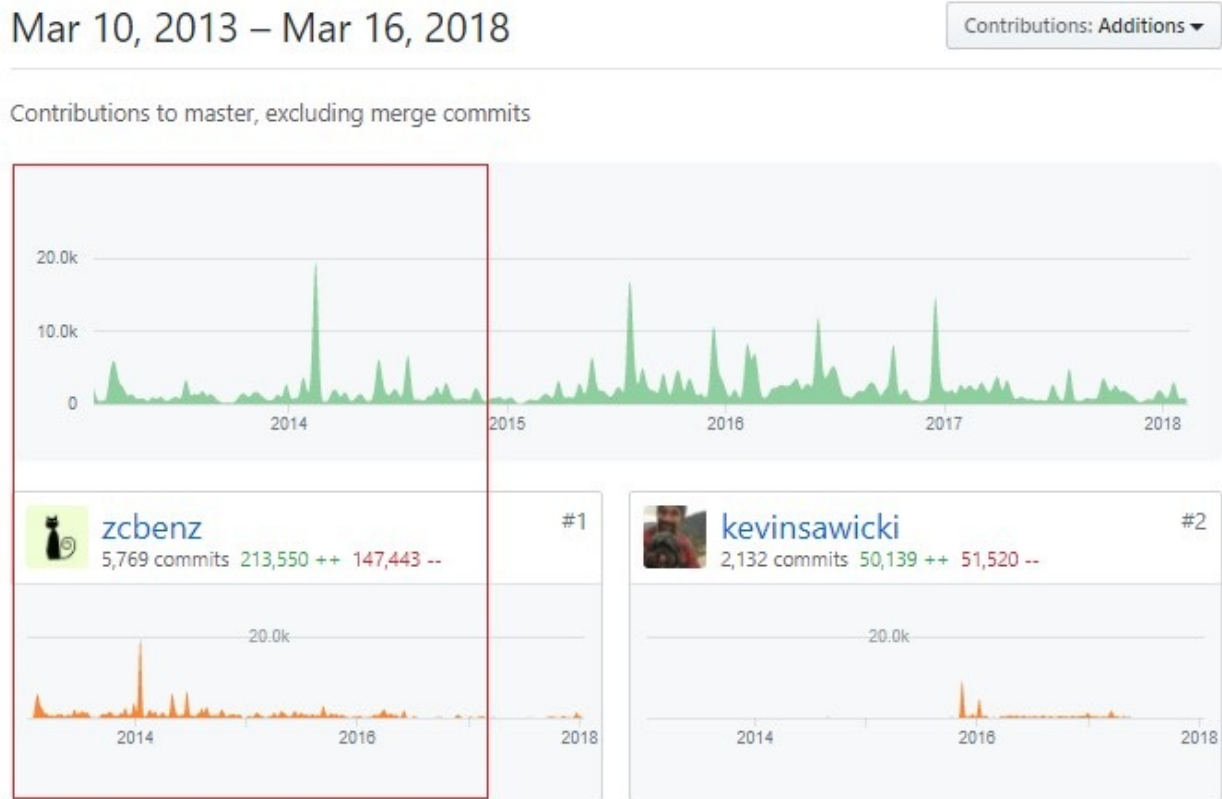 Mar 10, 2013 – Mar 16, 2018
Contributions: Additions
Contributions to master, excluding merge commits
20.0k
10.0k
0
2014 2015 2016 2017 2018
zcbenz #1
5,769 commits 213,550 ++ 147,443 --
20.0k
2014 2016 2018
kevinsawicki #2
2,132 commits 50,139 ++ 51,520 --
20.0k
2014 2016 2018